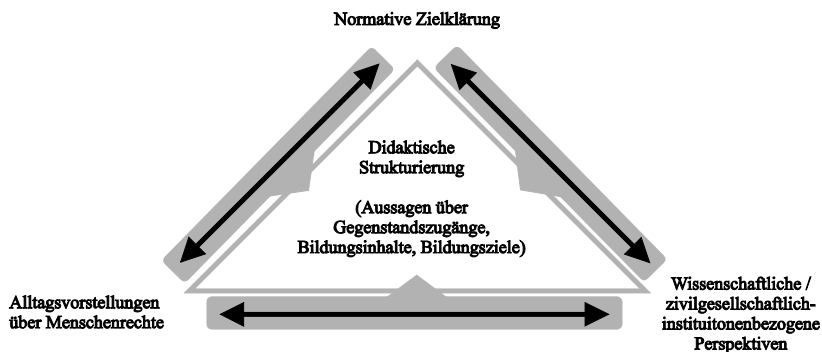 Normative Zielklärung
Didaktische
Strukturierung
(Aussagen über
Gegenstandszugänge,
Bildungsinhalte, Bildungsziele)
Alltagsvorstellungen
über Menschenrechte
Wissenschaftliche /
zivilgesellschaftlich-
instituitonenbezogene
Perspektiven